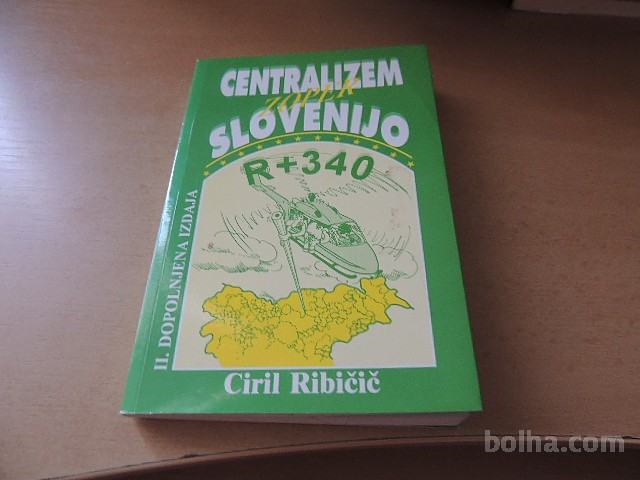 CENTRALIZEM
ZOPER
SLOVENIJO
R+340
II. DOPOLNJENA IZDAJA
Ciril Ribičič
bolha.com